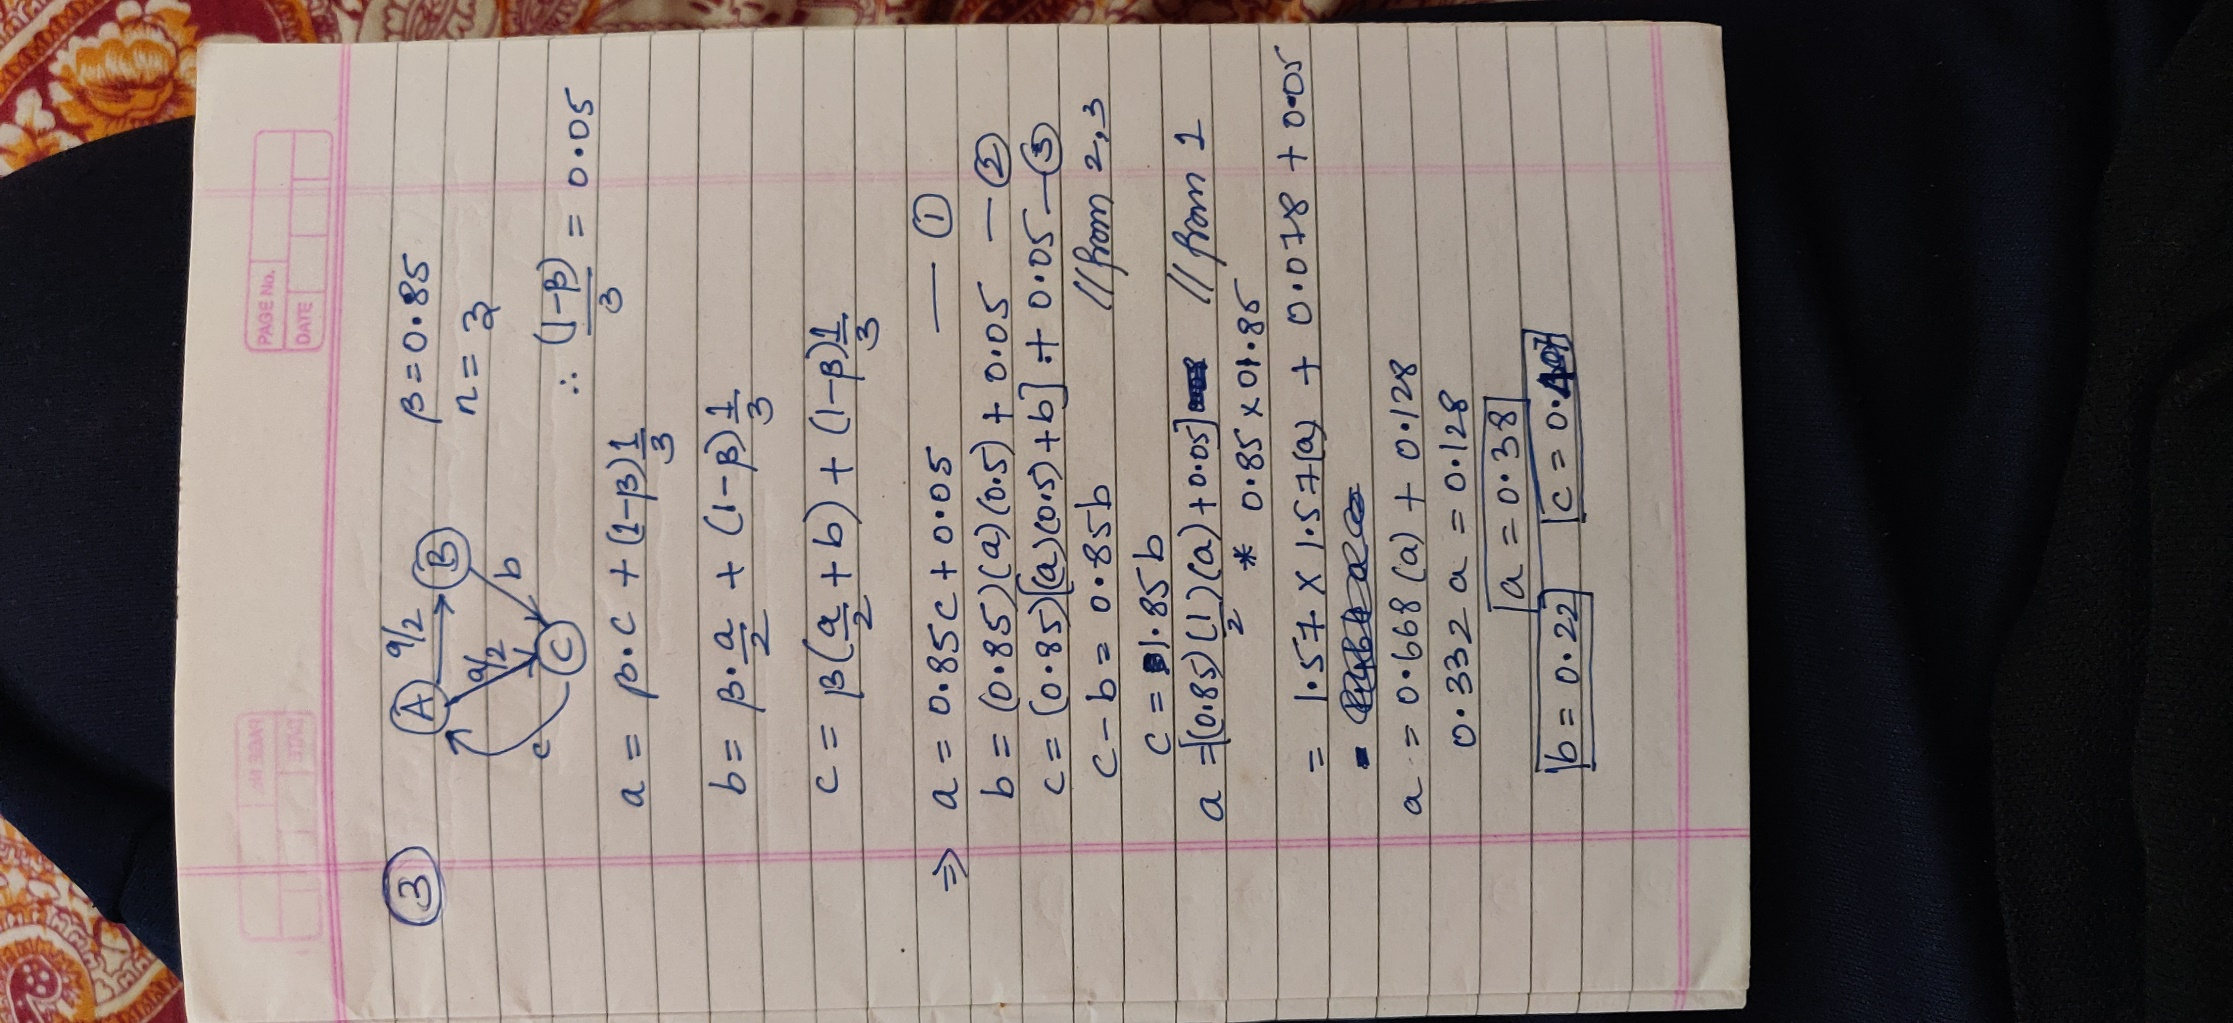 PAGE No.
DATE
③ A a/2 B β = 0.85
a/2 b n = 3
c C ∴ (1-β)/3 = 0.05
a = β·c + (1-β)1/3
b = β·a/2 + (1-β)1/3
c = β(a/2 + b) + (1-β)1/3
⇒ a = 0.85c + 0.05 — ①
b = (0.85)(a)(0.5) + 0.05 — ②
c = (0.85)[(a)(0.5)+b] + 0.05 — ③
c - b = 0.85b //from 2,3
c = 1.85b
a = [(0.85)(1/2)(a) + 0.05] //from 1
* 0.85 x 1.85
= 1.57 x 1.57(a) + 0.078 + 0.05
a = 0.668(a) + 0.128
0.332 a = 0.128
a = 0.38
b = 0.22 c = 0.